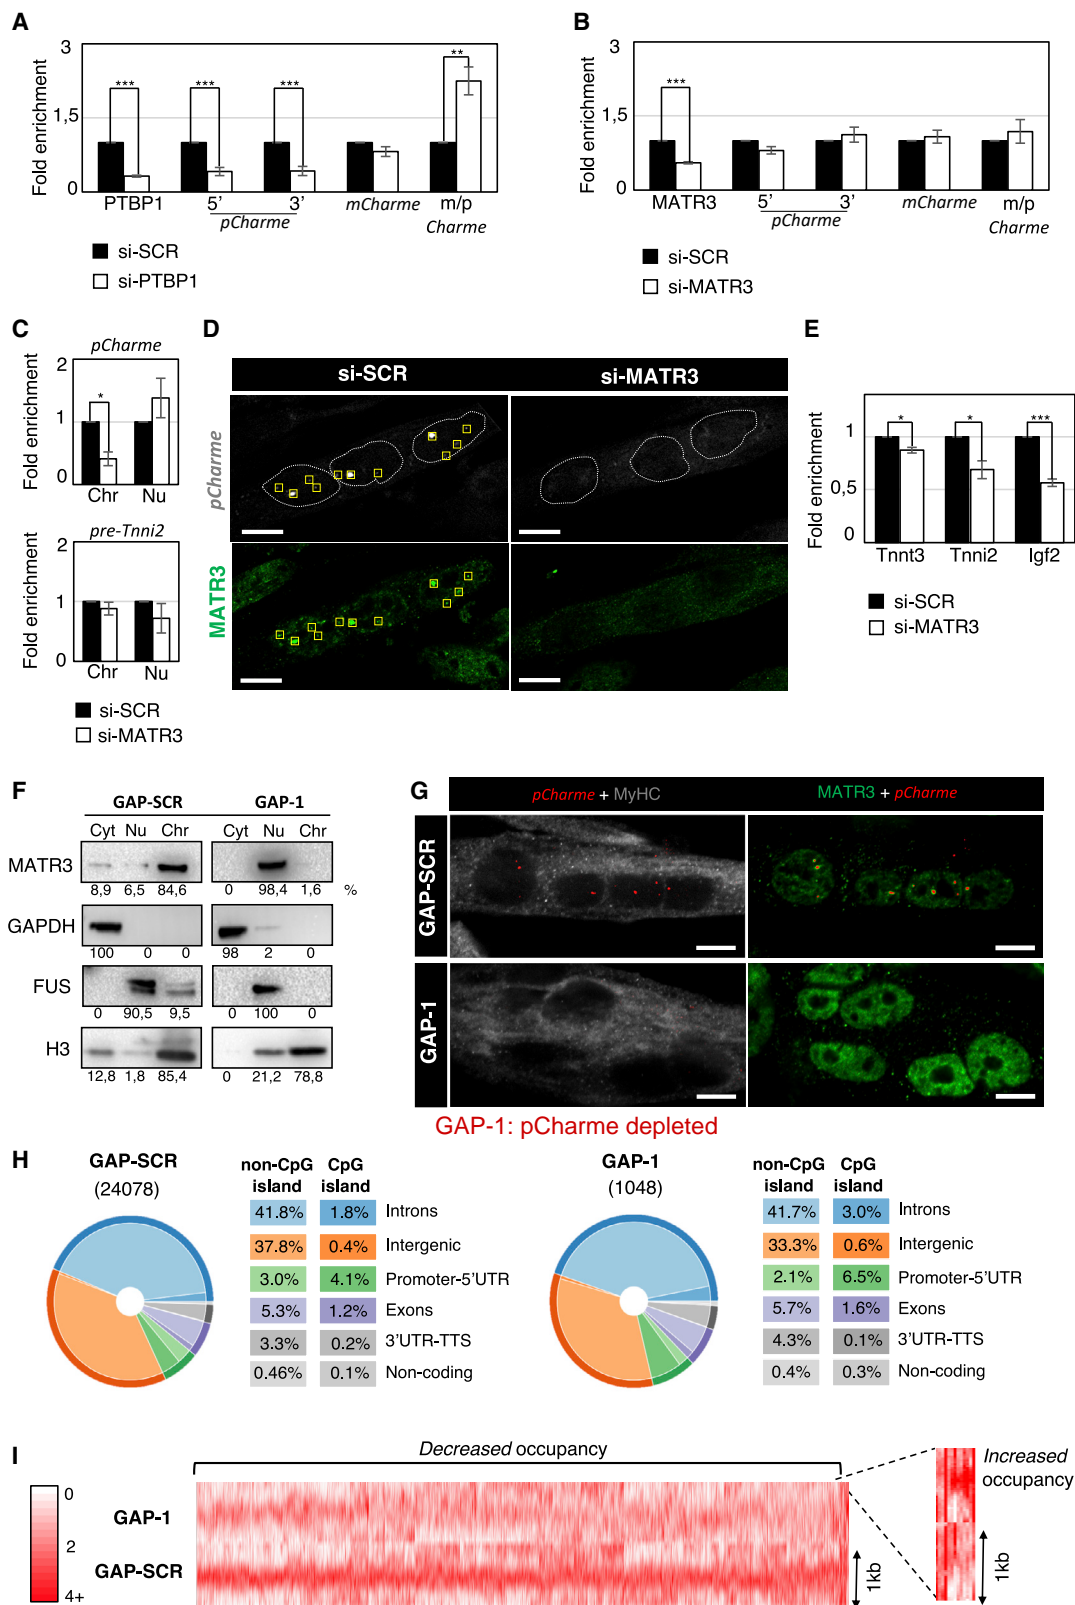 A
Fold enrichment
3
1,5
0
***
***
***
**
PTBP1
5’
3’
pCharme
mCharme
m/p
Charme
si-SCR
si-PTBP1
B
Fold enrichment
3
1,5
0
***
MATR3
5’
3’
pCharme
mCharme
m/p
Charme
si-SCR
si-MATR3
C
pCharme
Fold enrichment
2
1
0
*
Chr
Nu
pre-Tnni2
Fold enrichment
2
1
0
Chr
Nu
si-SCR
si-MATR3
D
si-SCR
si-MATR3
pCharme
MATR3
E
Fold enrichment
1
0,5
0
*
*
***
Tnnt3
Tnni2
Igf2
si-SCR
si-MATR3
F
GAP-SCR
GAP-1
Cyt Nu Chr
Cyt Nu Chr
MATR3
8,9 6,5 84,6
0 98,4 1,6 %
GAPDH
100 0 0
98 2 0
FUS
0 90,5 9,5
0 100 0
H3
12,8 1,8 85,4
0 21,2 78,8
G
pCharme + MyHC
MATR3 + pCharme
GAP-SCR
GAP-1
GAP-1: pCharme depleted
H
GAP-SCR
(24078)
non-CpG island
CpG island
41.8% 1.8% Introns
37.8% 0.4% Intergenic
3.0% 4.1% Promoter-5’UTR
5.3% 1.2% Exons
3.3% 0.2% 3’UTR-TTS
0.46% 0.1% Non-coding
GAP-1
(1048)
non-CpG island
CpG island
41.7% 3.0% Introns
33.3% 0.6% Intergenic
2.1% 6.5% Promoter-5’UTR
5.7% 1.6% Exons
4.3% 0.1% 3’UTR-TTS
0.4% 0.3% Non-coding
I
0
2
4+
Decreased occupancy
GAP-1
GAP-SCR
1kb
Increased
occupancy
1kb